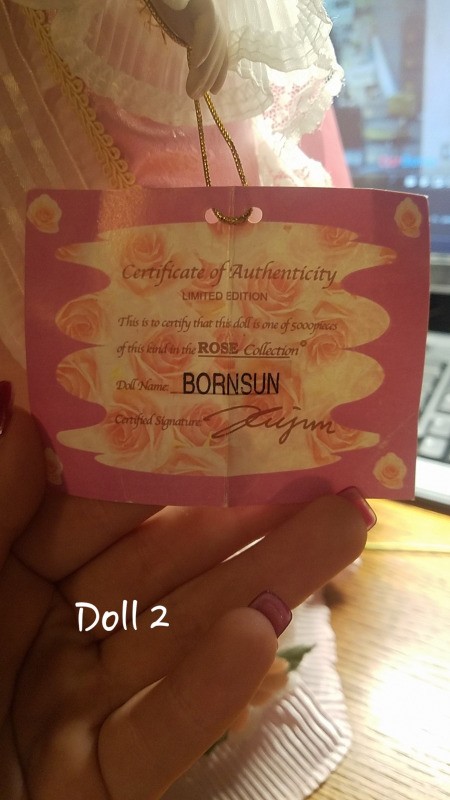 Certificate of Authenticity
LIMITED EDITION
This is to certify that this doll is one of 5000pieces
of this kind in the ROSE Collection©
Doll Name: BORNSUN
Certified Signature:
Doll 2